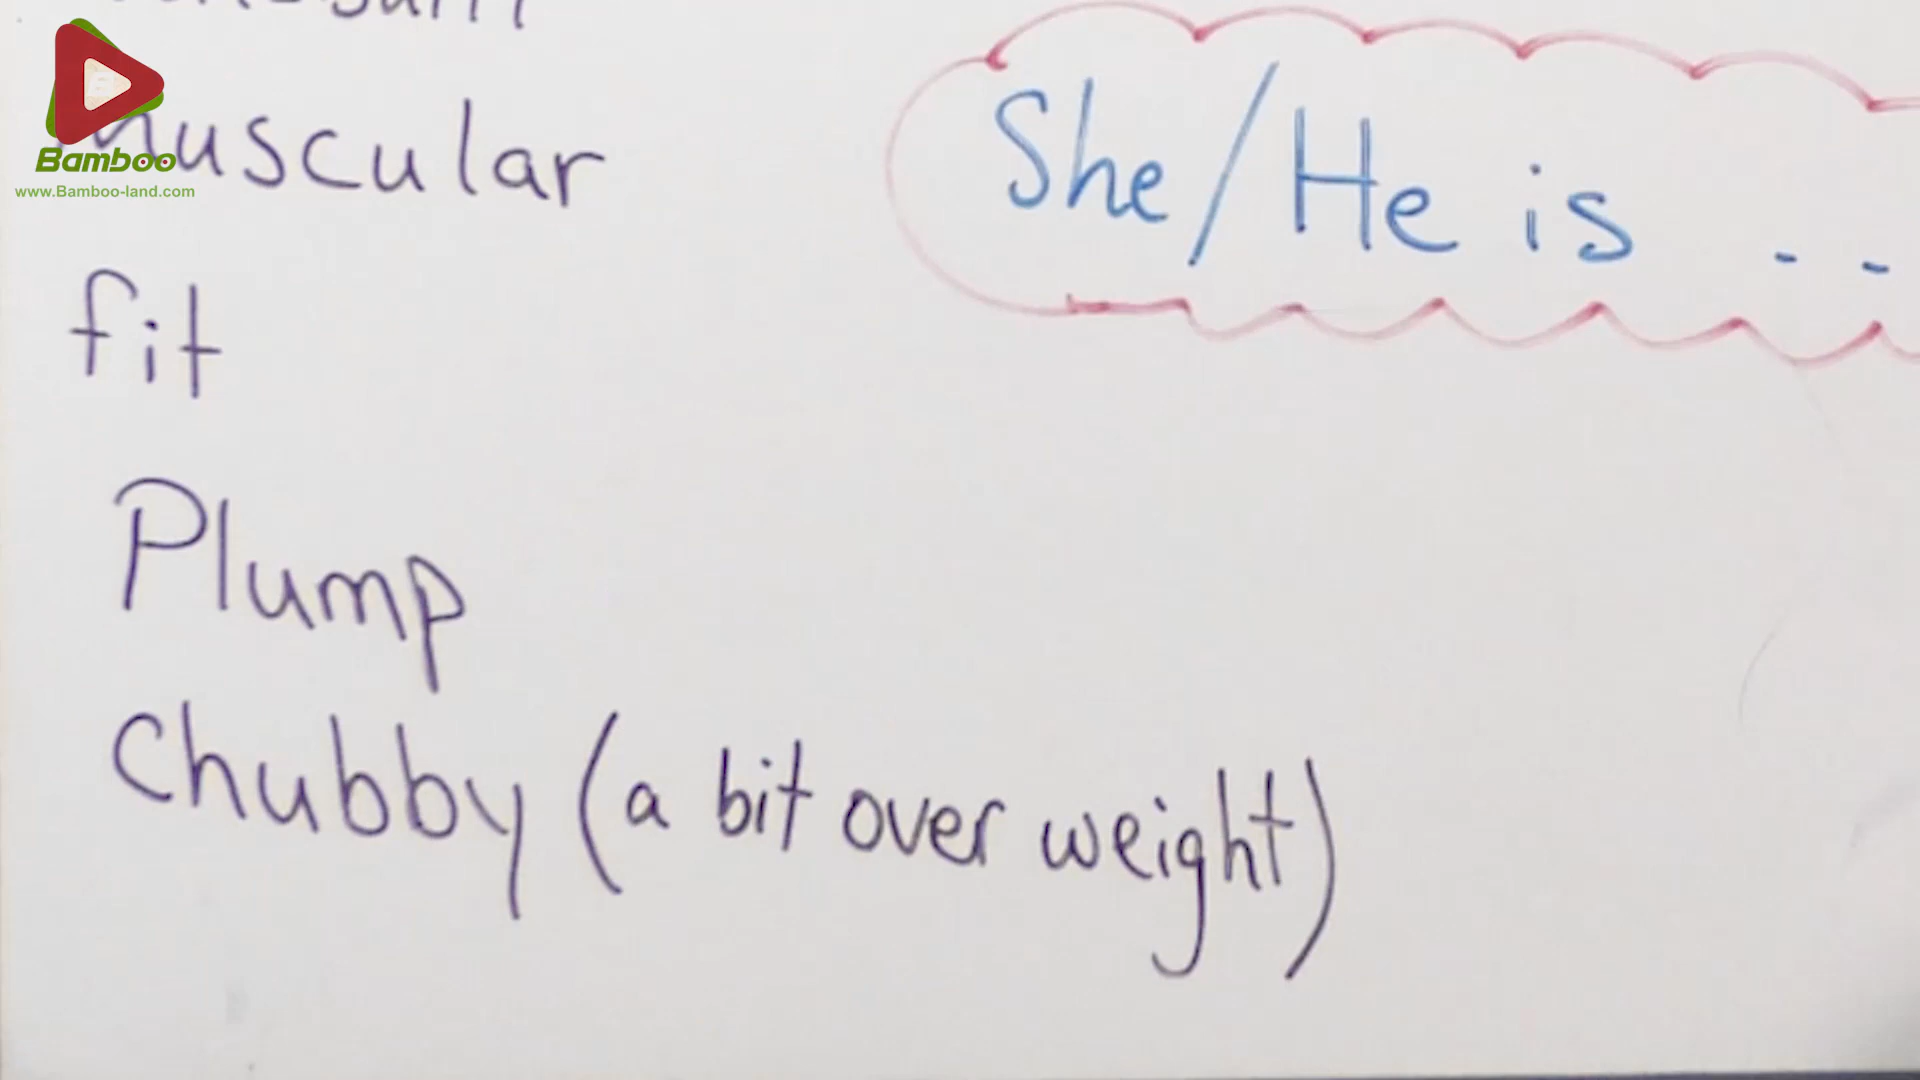 Bamboo
www.Bamboo-land.com
muscular
She/He is . .
fit
Plump
Chubby (a bit over weight)